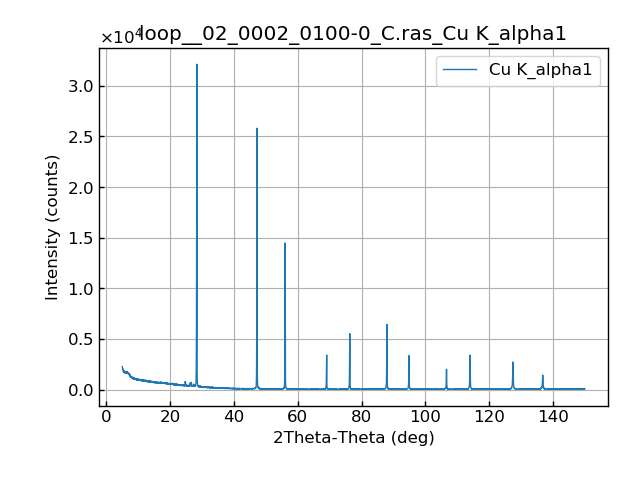 ×10⁴loop__02_0002_0100-0_C.ras_Cu K_alpha1
Cu K_alpha1
Intensity (counts)
3.0
2.5
2.0
1.5
1.0
0.5
0.0
0 20 40 60 80 100 120 140
2Theta-Theta (deg)